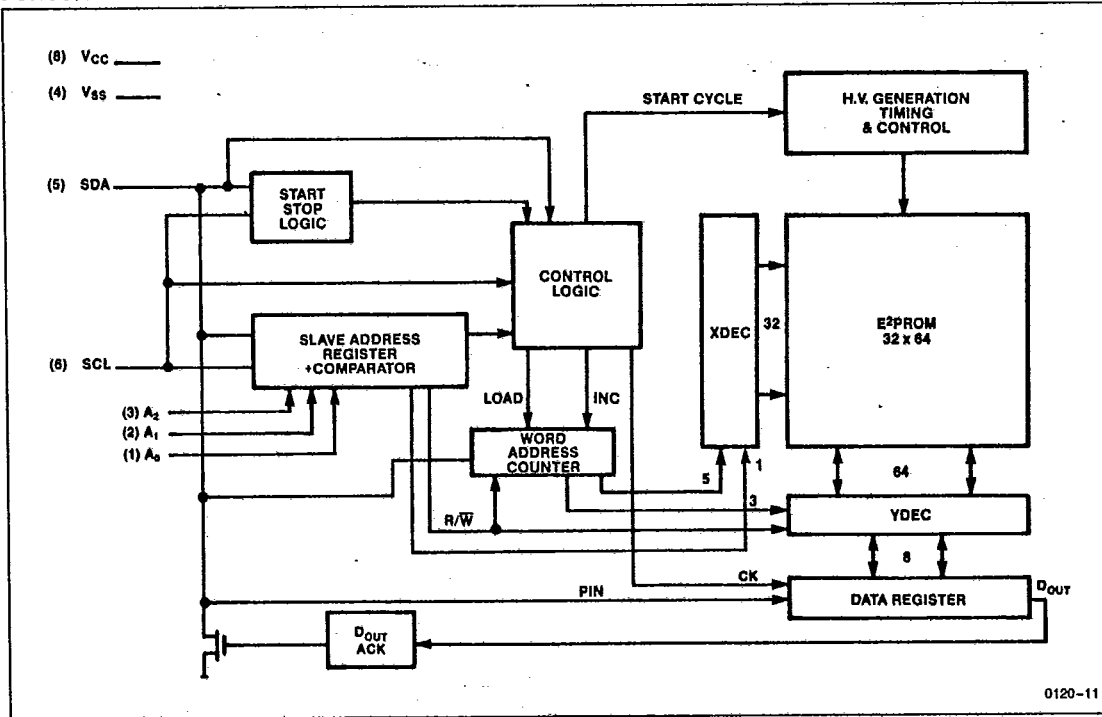 (8) VCC
(4) VSS
START CYCLE
H.V. GENERATION
TIMING
& CONTROL
(5) SDA
START
STOP
LOGIC
CONTROL
LOGIC
XDEC
32
E²PROM
32 x 64
(6) SCL
SLAVE ADDRESS
REGISTER
+COMPARATOR
(3) A₂
(2) A₁
(1) A₀
LOAD
INC
WORD
ADDRESS
COUNTER
5
1
64
3
YDEC
R/W̅
8
CK
PIN
DATA REGISTER
DOUT
DOUT
ACK
0120-11